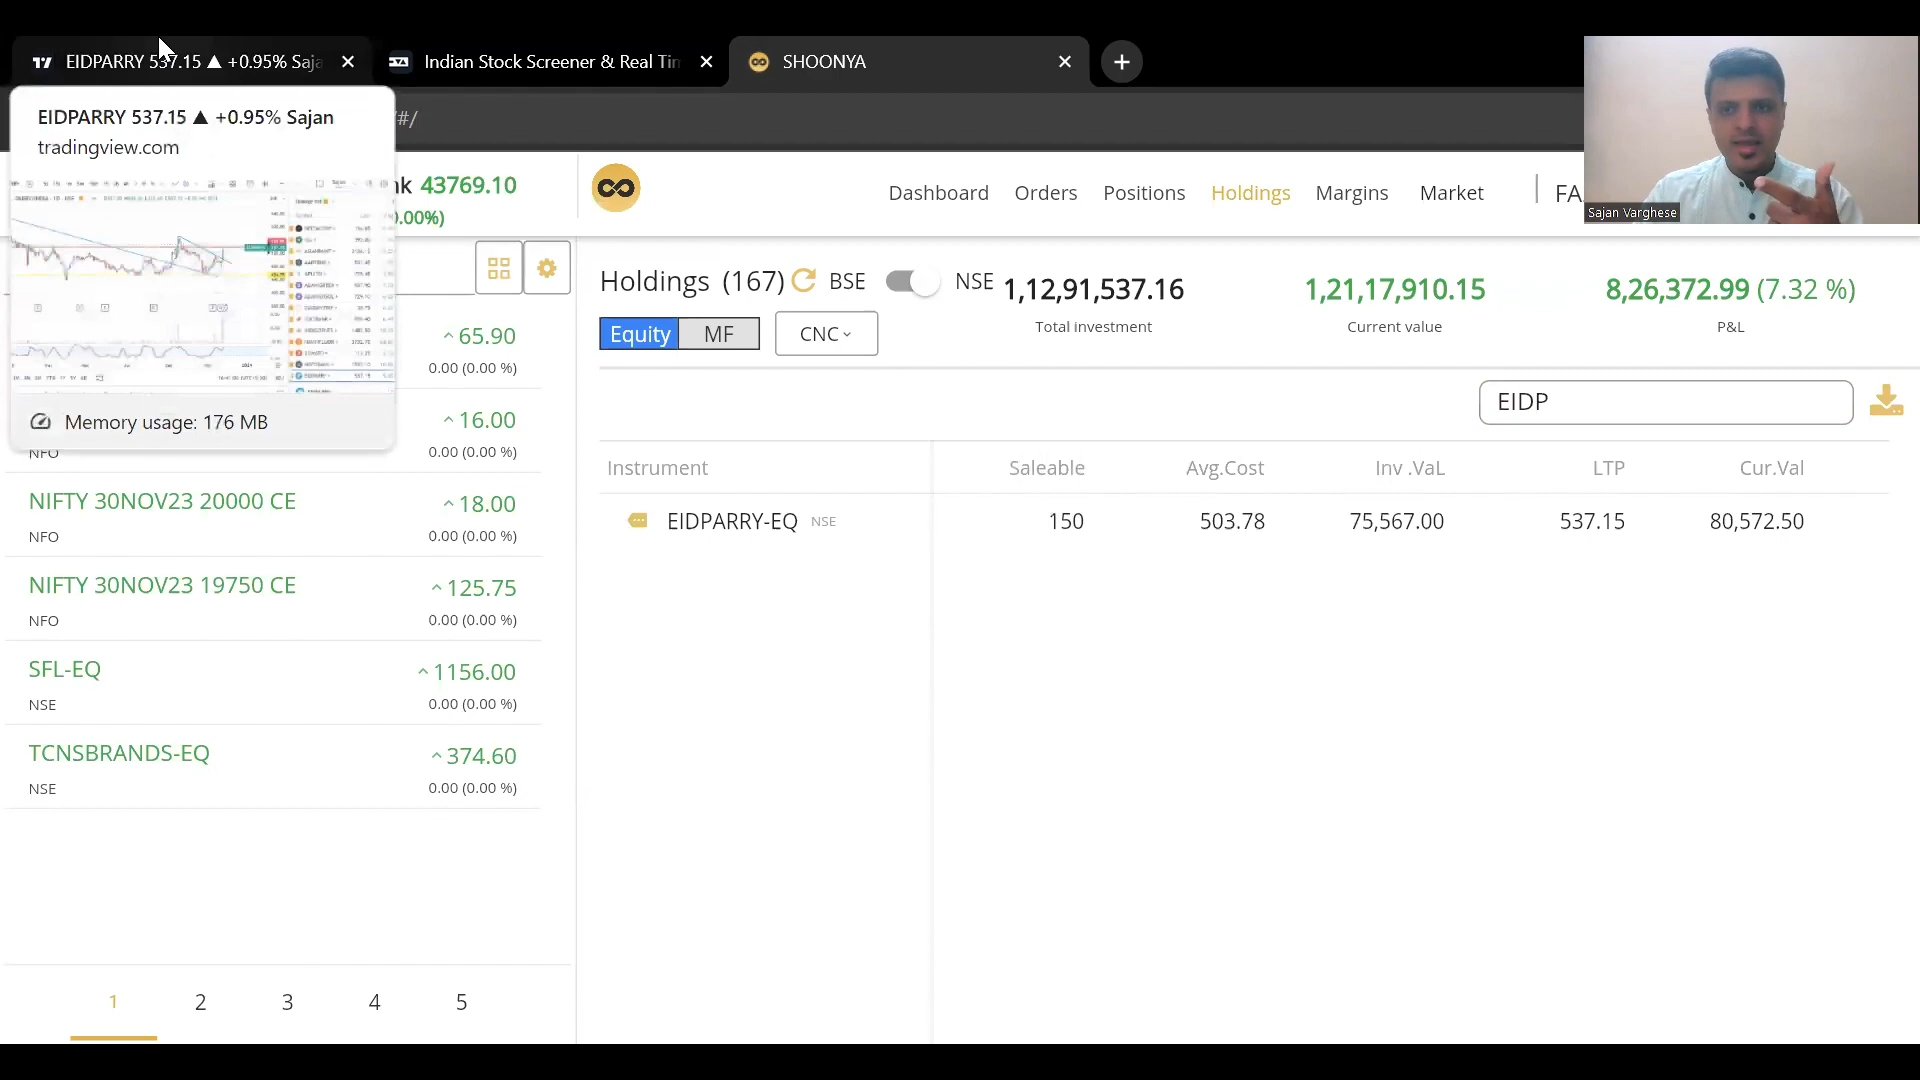 EIDPARRY 537.15 ▲ +0.95% Saja
Indian Stock Screener & Real Tin
SHOONYA
EIDPARRY 537.15 ▲ +0.95% Sajan
tradingview.com
/#/
Memory usage: 176 MB
nk 43769.10
0.00%)
65.90
0.00 (0.00 %)
16.00
NFO
0.00 (0.00 %)
NIFTY 30NOV23 20000 CE
18.00
NFO
0.00 (0.00 %)
NIFTY 30NOV23 19750 CE
125.75
NFO
0.00 (0.00 %)
SFL-EQ
1156.00
NSE
0.00 (0.00 %)
TCNSBRANDS-EQ
374.60
NSE
0.00 (0.00 %)
1 2 3 4 5
Dashboard Orders Positions Holdings Margins Market FA
Sajan Varghese
Holdings (167) BSE NSE
1,12,91,537.16
Total investment
1,21,17,910.15
Current value
8,26,372.99 (7.32 %)
P&L
Equity MF CNC
EIDP
Instrument Saleable Avg.Cost Inv .VaL LTP Cur.Val
EIDPARRY-EQ NSE 150 503.78 75,567.00 537.15 80,572.50